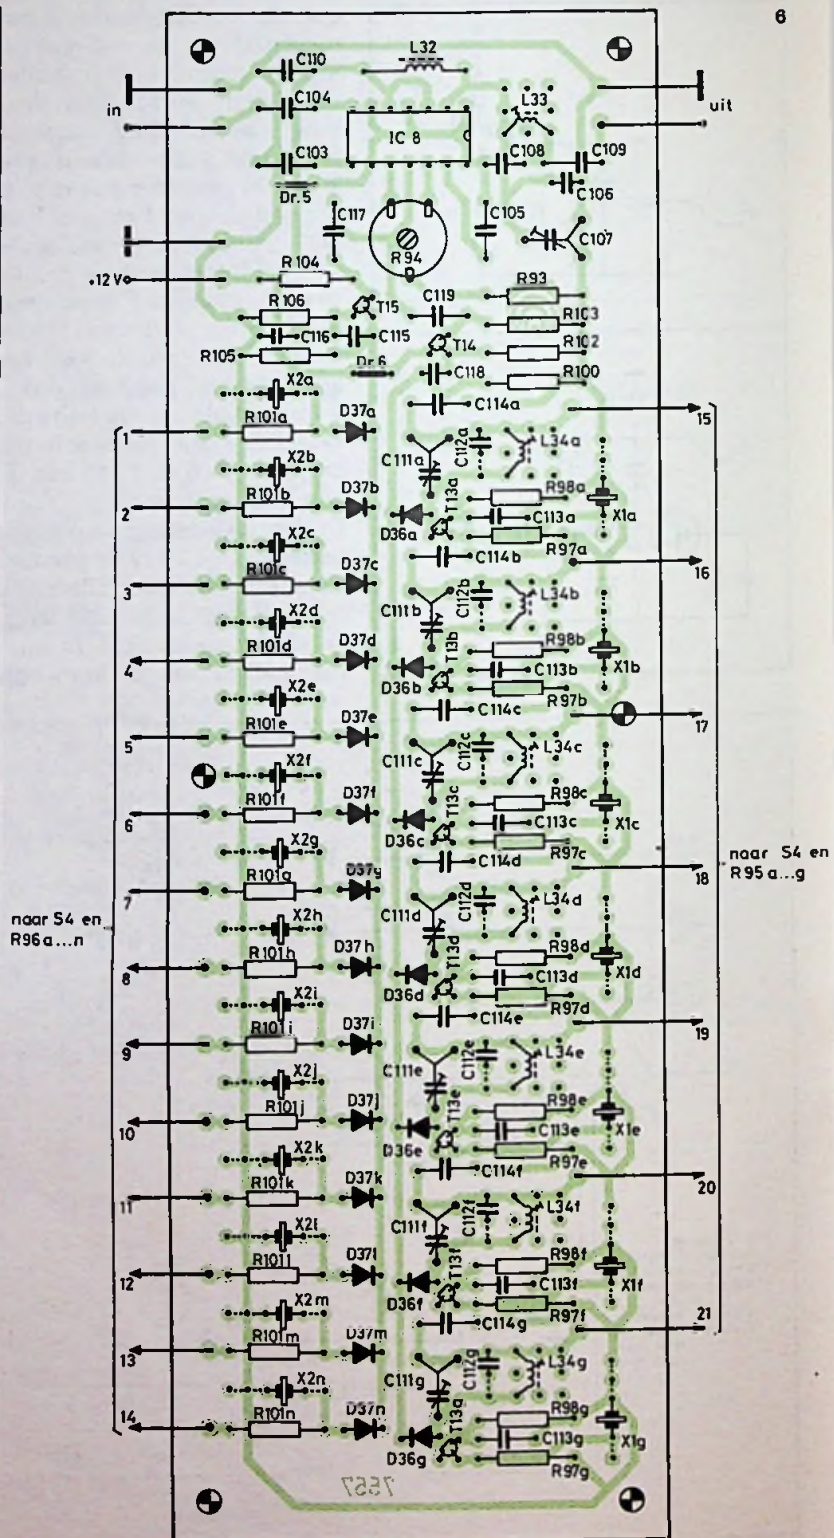 6
C110
L32
in
C104
L33
uit
IC 8
C103
C108
C109
Dr.5
C106
C117
C105
R94
C107
+12V
R104
R93
R106
T15
C119
R103
C116
C115
T14
R102
R105
Dr.6
C118
R100
X2a
C114a
15
1
R101a
D37a
C111a
C112a
L34a
X2b
R98a
2
R101b
D37b
T13a
C113a
X1a
D36a
R97a
X2c
C114b
16
3
R101c
D37c
C111b
C112b
L34b
X2d
R98b
4
R101d
D37d
T13b
C113b
X1b
D36b
R97b
X2e
C114c
17
5
R101e
D37e
C111c
C112c
L34c
X2f
R98c
6
R101f
D37f
T13c
C113c
X1c
D36c
R97c
X2g
C114d
18
naar S4 en
R95a...g
7
R101g
D37g
C111d
C112d
L34d
naar S4 en
R96a...n
X2h
R98d
8
R101h
D37h
T13d
C113d
X1d
D36d
R97d
X2i
C114e
19
9
R101i
D37i
C111e
C112e
L34e
X2j
R98e
10
R101j
D37j
T13e
C113e
X1e
D36e
R97e
X2k
C114f
20
11
R101k
D37k
C111f
C112f
L34f
X2l
R98f
12
R101l
D37l
T13f
C113f
X1f
D36f
R97f
X2m
C114g
21
13
R101m
D37m
C111g
C112g
L34g
X2n
R98g
14
R101n
D37n
T13a
C113g
X1g
D36g
R97g
7557